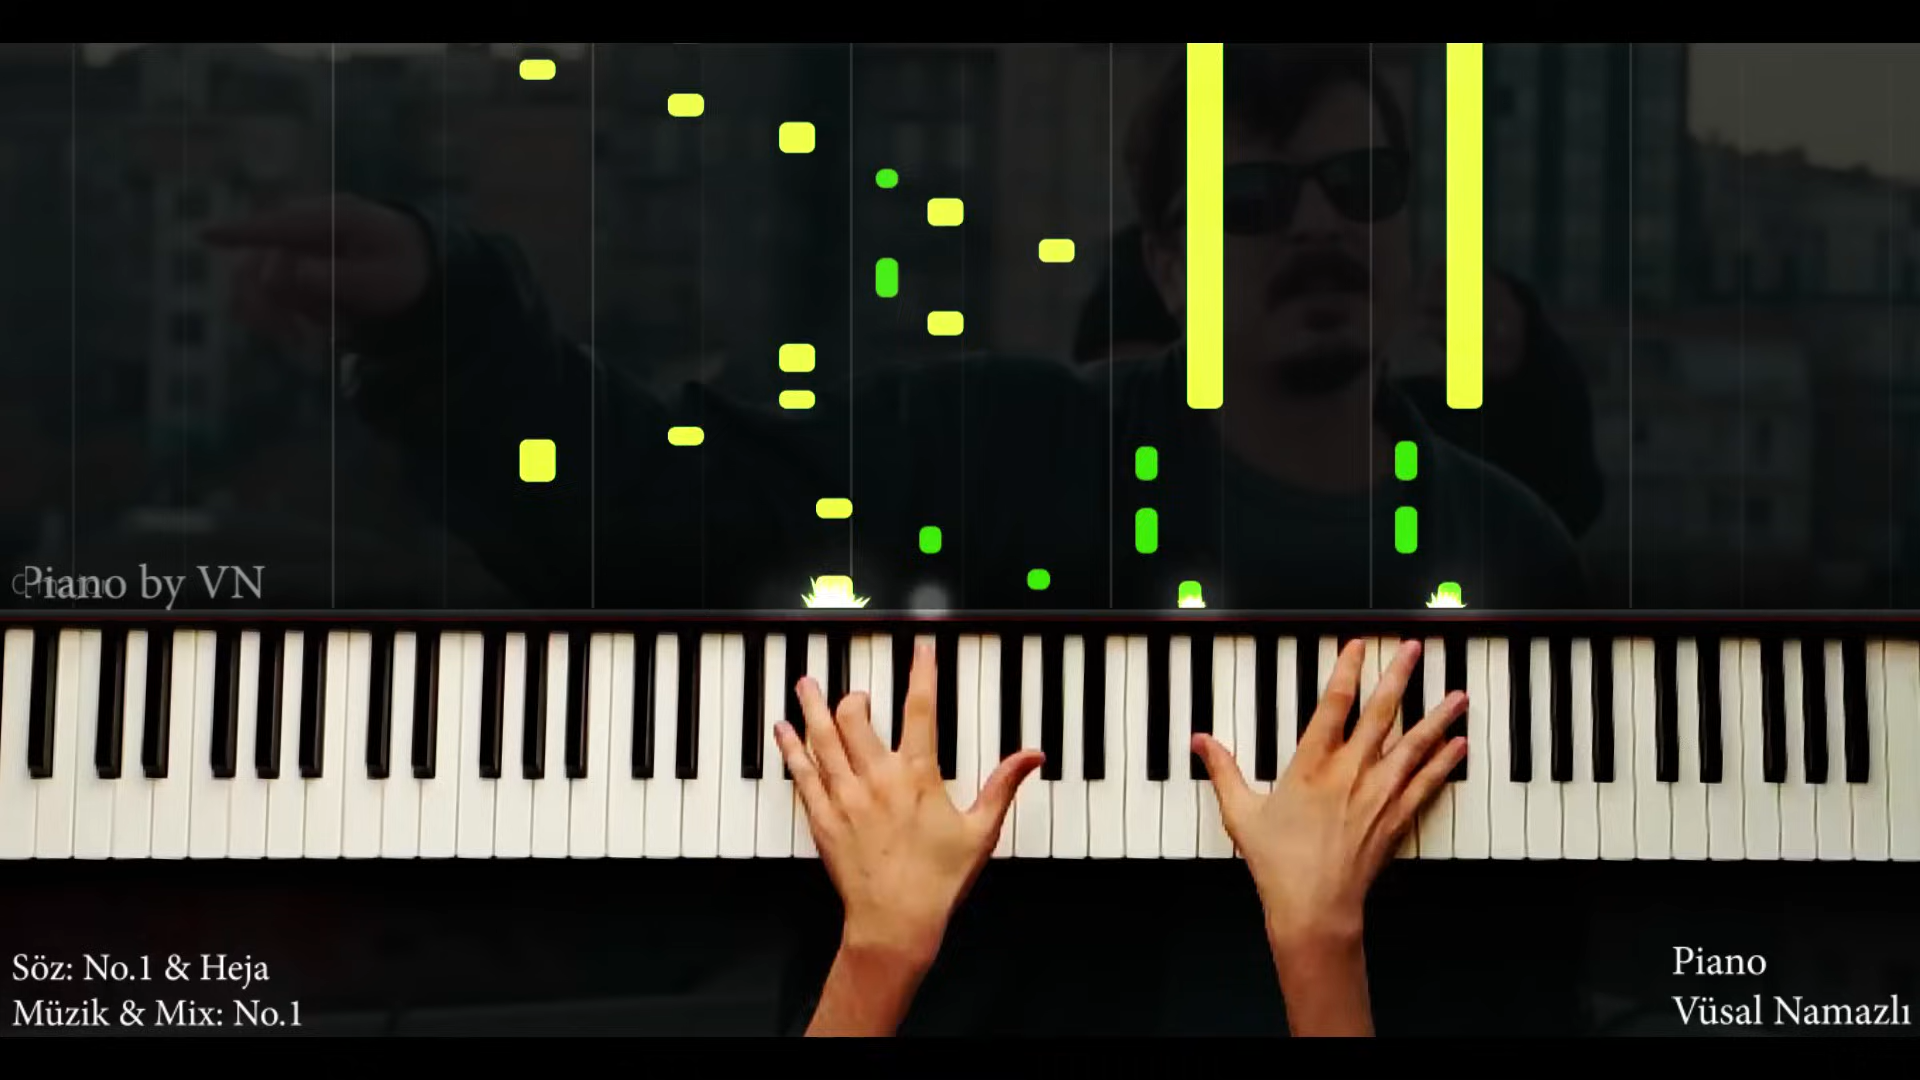 Piano by VN
Söz: No.1 & Heja
Müzik & Mix: No.1
Piano
Vüsal Namazlı